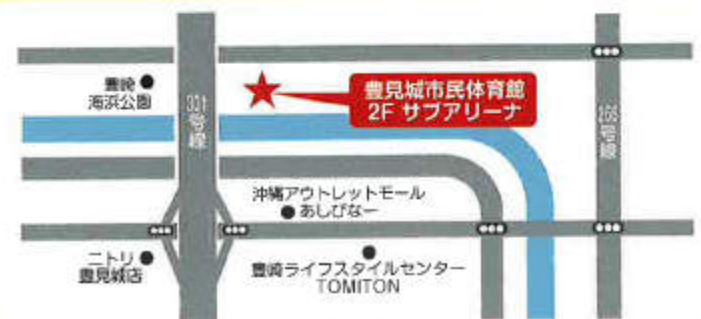 豊崎
海浜公園
331号線
豊見城市民体育館
2F サブアリーナ
沖縄アウトレットモール
あしびなー
ニトリ
豊見城店
豊崎ライフスタイルセンター
TOMITON